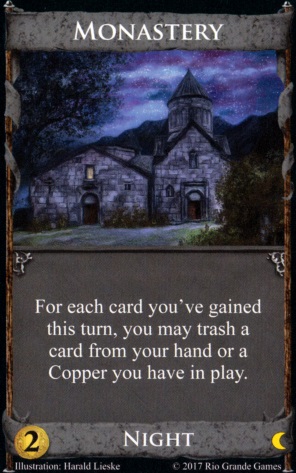 MONASTERY
For each card you've gained
this turn, you may trash a
card from your hand or a
Copper you have in play.
2
NIGHT
Illustration: Harald Lieske
© 2017 Rio Grande Games